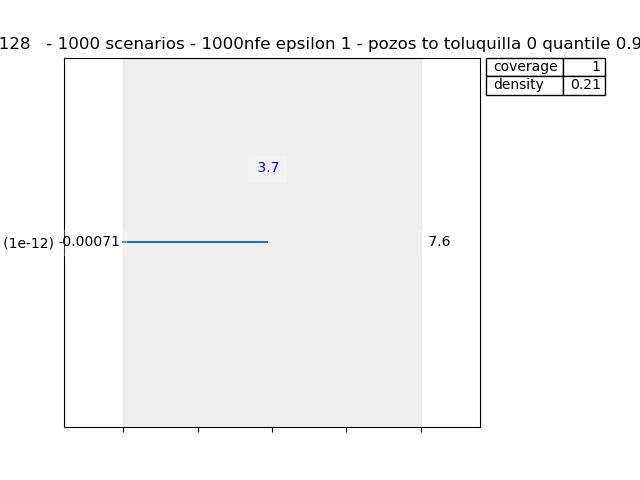 128   - 1000 scenarios - 1000nfe epsilon 1 - pozos to toluquilla 0 quantile 0.9
coverage 1
density 0.21
3.7
(1e-12) -0.00071 7.6